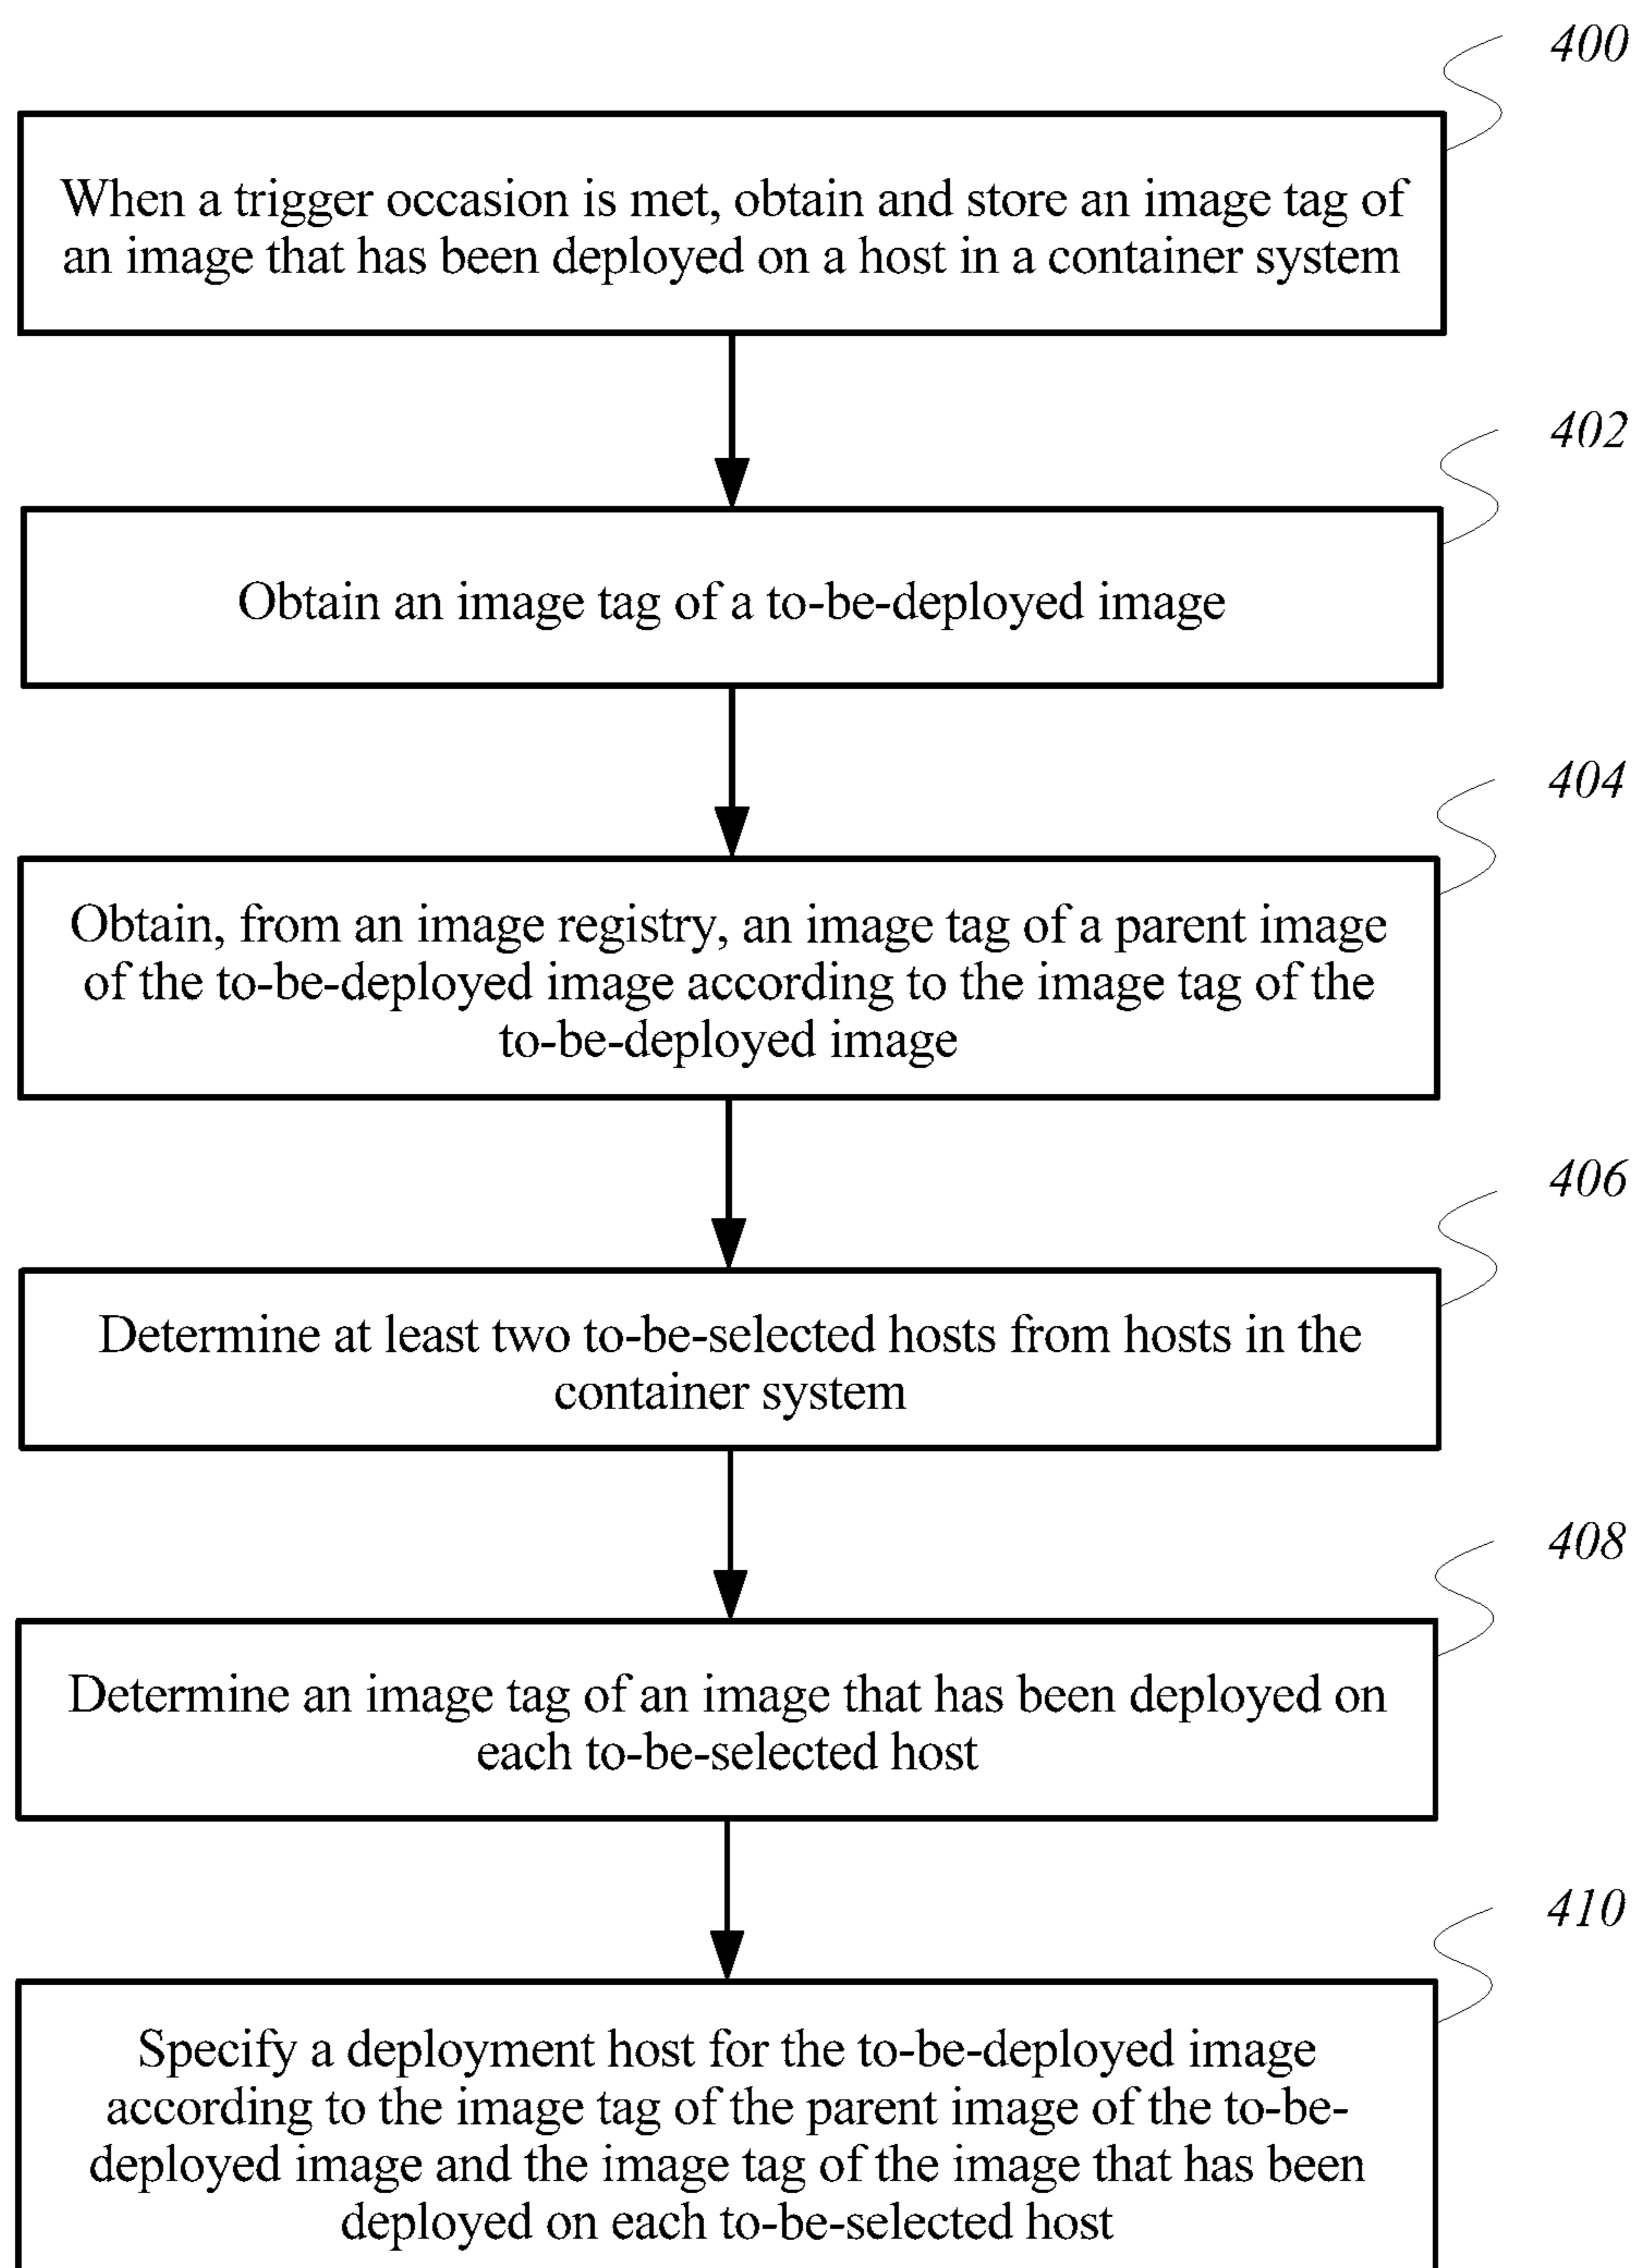 400
When a trigger occasion is met, obtain and store an image tag of
an image that has been deployed on a host in a container system
402
Obtain an image tag of a to-be-deployed image
404
Obtain, from an image registry, an image tag of a parent image
of the to-be-deployed image according to the image tag of the
to-be-deployed image
406
Determine at least two to-be-selected hosts from hosts in the
container system
408
Determine an image tag of an image that has been deployed on
each to-be-selected host
410
Specify a deployment host for the to-be-deployed image
according to the image tag of the parent image of the to-be-
deployed image and the image tag of the image that has been
deployed on each to-be-selected host